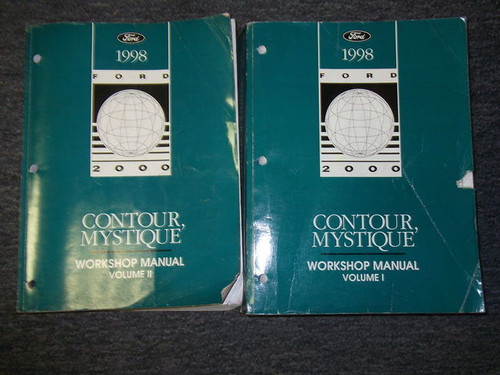 Ford
1998
FORD
2000
CONTOUR,
MYSTIQUE
WORKSHOP MANUAL
VOLUME II
Ford
1998
FORD
2000
CONTOUR,
MYSTIQUE
WORKSHOP MANUAL
VOLUME I